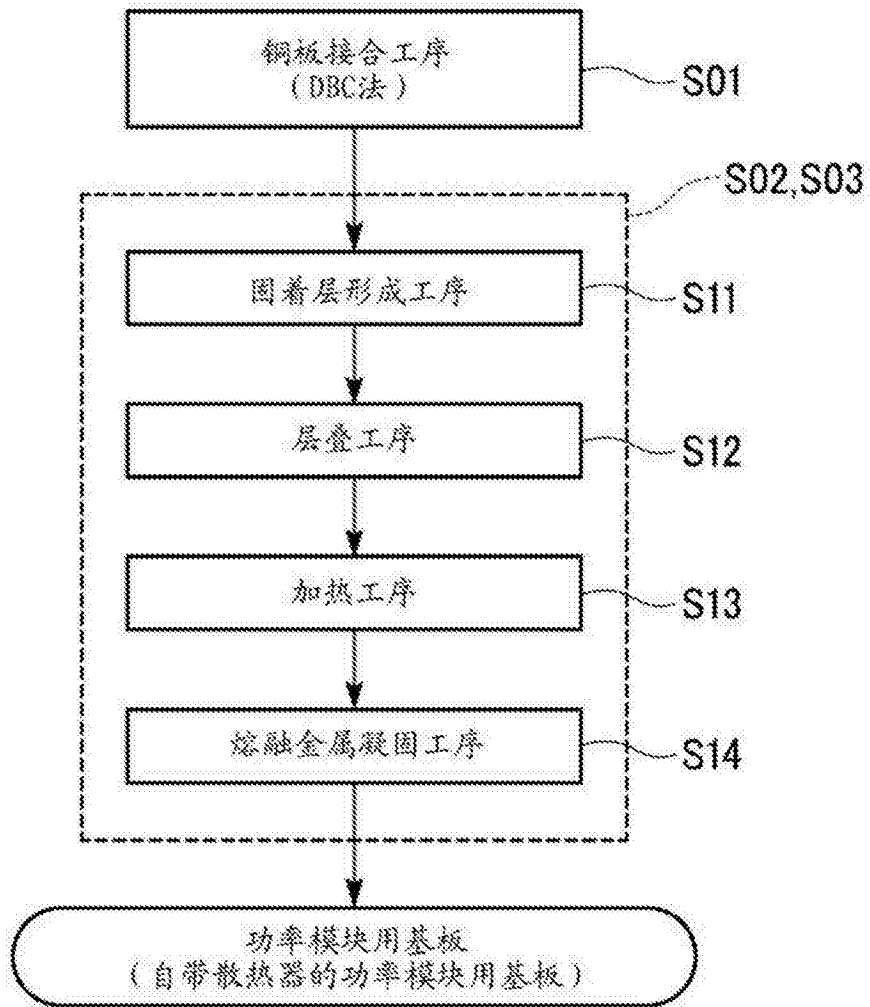 铜板接合工序
（DBC法）
S01
S02,S03
固着层形成工序
S11
层叠工序
S12
加热工序
S13
熔融金属凝固工序
S14
功率模块用基板
（自带散热器的功率模块用基板）